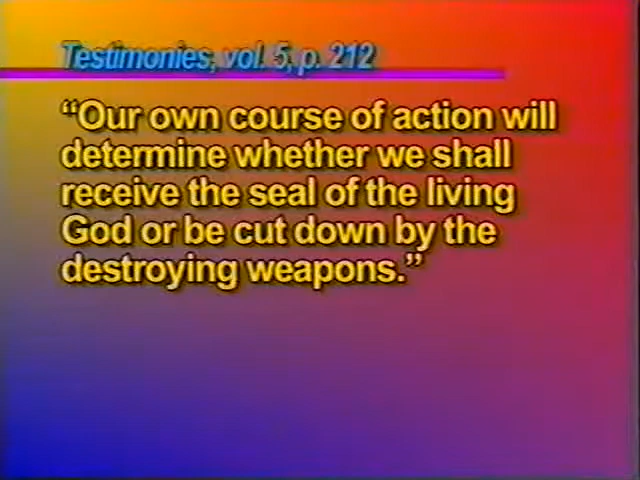 Testimonies, vol. 5, p. 212
“Our own course of action will
determine whether we shall
receive the seal of the living
God or be cut down by the
destroying weapons.”